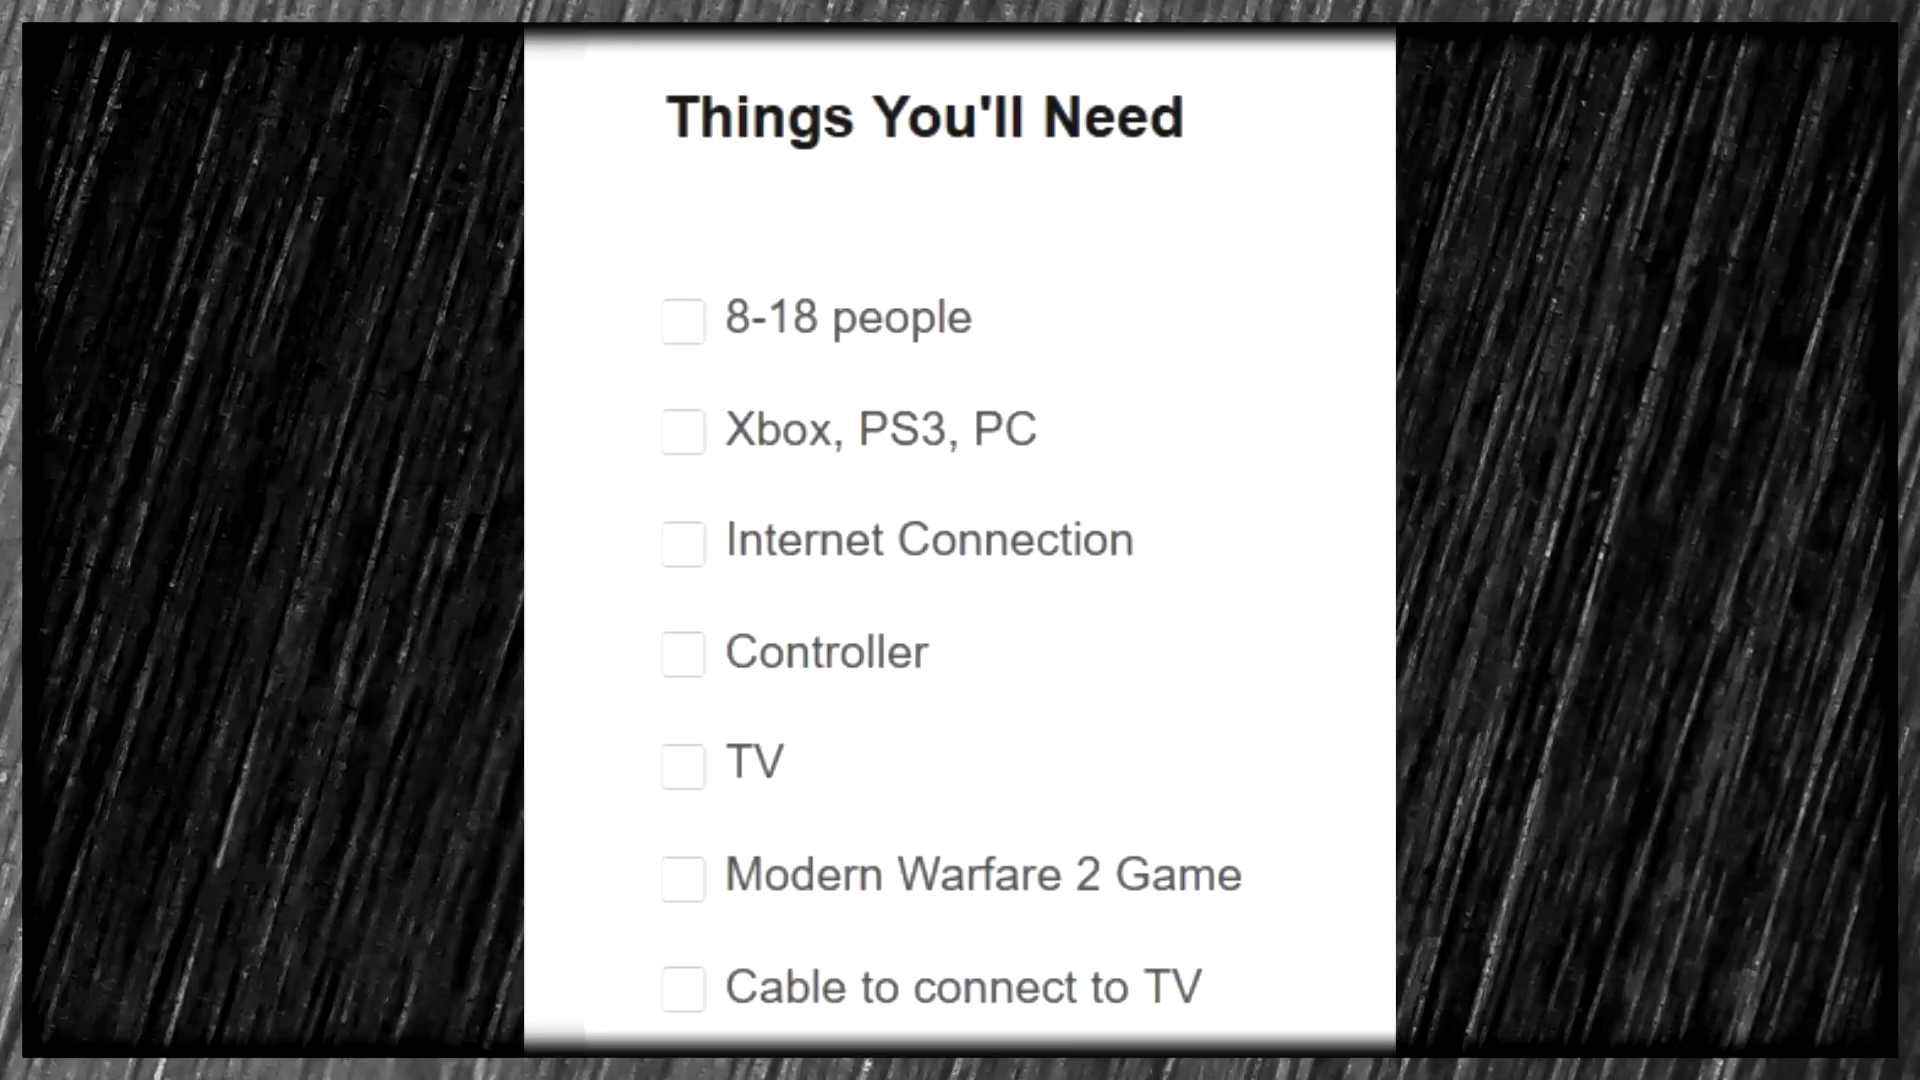 Things You'll Need
8-18 people
Xbox, PS3, PC
Internet Connection
Controller
TV
Modern Warfare 2 Game
Cable to connect to TV